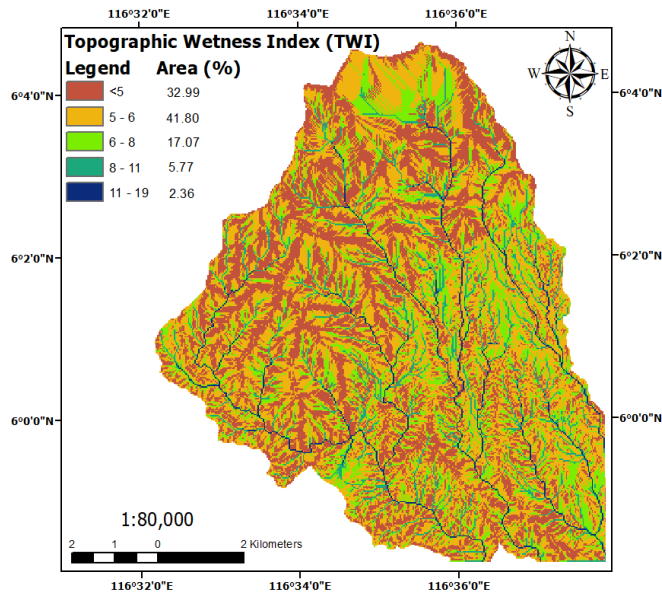 116°32'0"E 116°34'0"E 116°36'0"E
Topographic Wetness Index (TWI)
Legend Area (%)
<5 32.99
5 - 6 41.80
6 - 8 17.07
8 - 11 5.77
11 - 19 2.36
N
W E
S
6°4'0"N 6°4'0"N
6°2'0"N 6°2'0"N
6°0'0"N 6°0'0"N
1:80,000
2 1 0 2 Kilometers
116°32'0"E 116°34'0"E 116°36'0"E